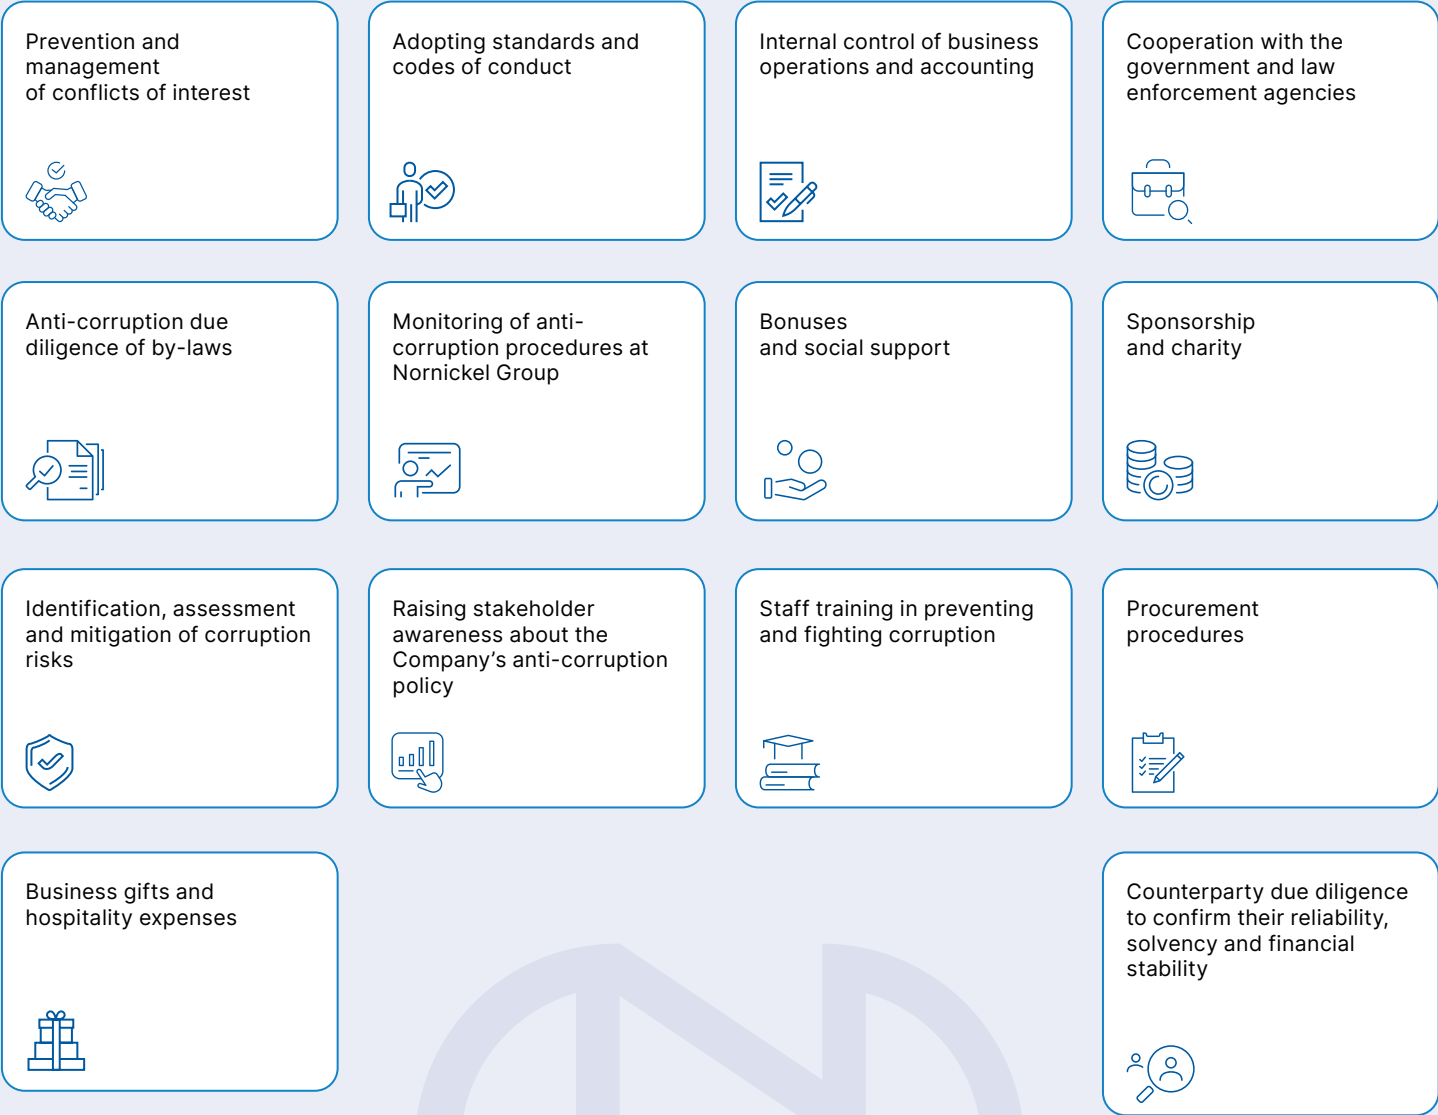 Prevention and
management
of conflicts of interest
Adopting standards and
codes of conduct
Internal control of business
operations and accounting
Cooperation with the
government and law
enforcement agencies
Anti-corruption due
diligence of by-laws
Monitoring of anti-
corruption procedures at
Nornickel Group
Bonuses
and social support
Sponsorship
and charity
Identification, assessment
and mitigation of corruption
risks
Raising stakeholder
awareness about the
Company’s anti-corruption
policy
Staff training in preventing
and fighting corruption
Procurement
procedures
Business gifts and
hospitality expenses
Counterparty due diligence
to confirm their reliability,
solvency and financial
stability